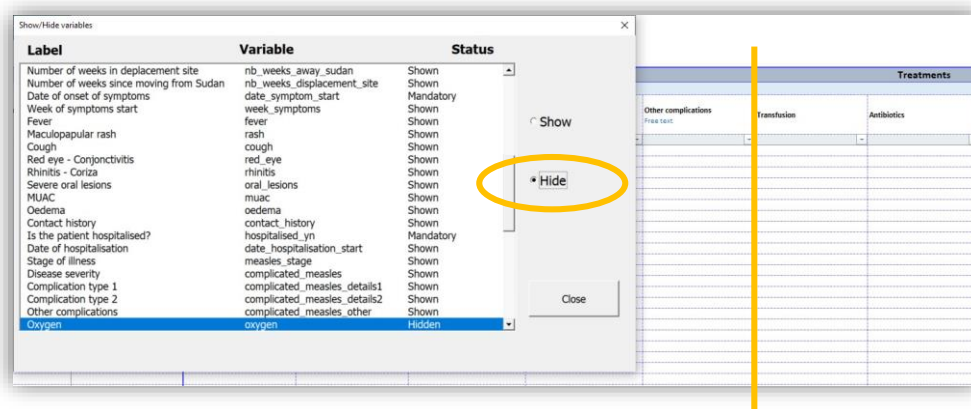 Show/Hide variables
Label Variable Status
Number of weeks in deplacement site nb_weeks_away_sudan Shown
Number of weeks since moving from Sudan nb_weeks_displacement_site Shown
Date of onset of symptoms date_symptom_start Mandatory
Week of symptoms start week_symptoms Shown
Fever fever Shown
Maculopapular rash rash Shown
Cough cough Shown
Red eye - Conjonctivitis red_eye Shown
Rhinitis - Coriza rhinitis Shown
Severe oral lesions oral_lesions Shown
MUAC muac Shown
Oedema oedema Shown
Contact history contact_history Shown
Is the patient hospitalised? hospitalised_yn Mandatory
Date of hospitalisation date_hospitalisation_start Shown
Stage of illness measles_stage Shown
Disease severity complicated_measles Shown
Complication type 1 complicated_measles_details1 Shown
Complication type 2 complicated_measles_details2 Shown
Other complications complicated_measles_other Shown
Oxygen oxygen Hidden
Show
Hide
Close
Treatments
Other complications Transfusion Antibiotics
Free text